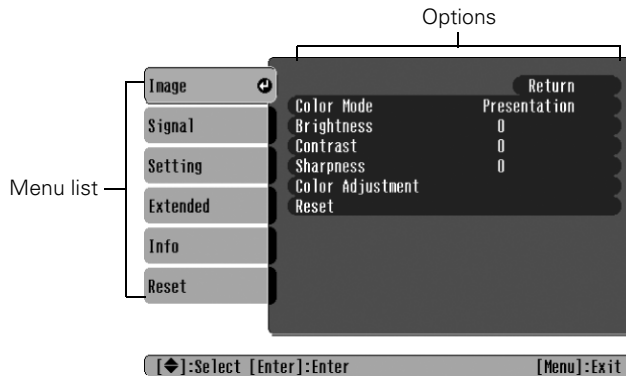 Options
Menu list
Image
Signal
Setting
Extended
Info
Reset
Return
Color Mode Presentation
Brightness 0
Contrast 0
Sharpness 0
Color Adjustment
Reset
[◆]:Select [Enter]:Enter [Menu]:Exit